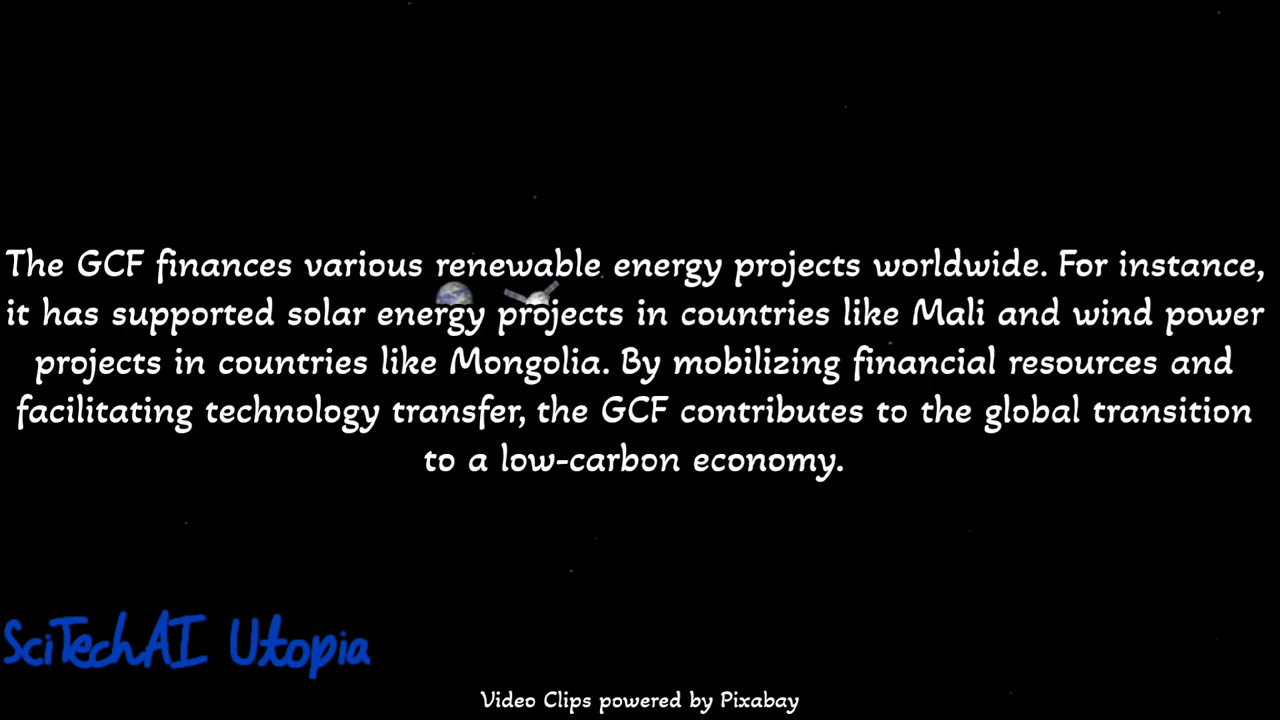 The GCF finances various renewable energy projects worldwide. For instance,
it has supported solar energy projects in countries like Mali and wind power
projects in countries like Mongolia. By mobilizing financial resources and
facilitating technology transfer, the GCF contributes to the global transition
to a low-carbon economy.
SciTechAI Utopia
Video Clips powered by Pixabay